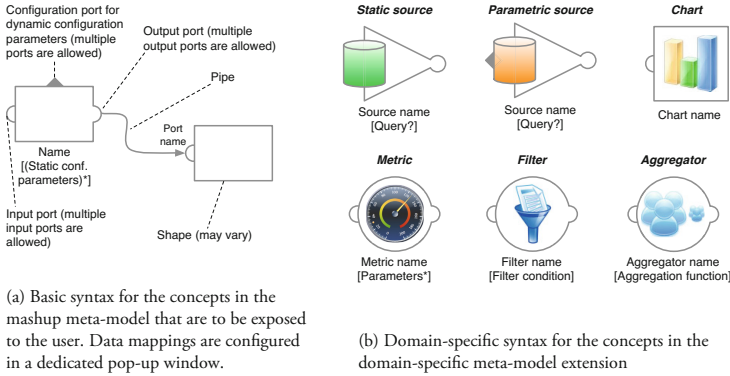 Configuration port for
dynamic configuration
parameters (multiple
ports are allowed)
Output port (multiple
output ports are allowed)
Pipe
Port
name
Name
[(Static conf.
parameters)*]
Input port (multiple
input ports are
allowed)
Shape (may vary)
(a) Basic syntax for the concepts in the
mashup meta-model that are to be exposed
to the user. Data mappings are configured
in a dedicated pop-up window.
Static source
Parametric source
Chart
Source name
[Query?]
Source name
[Query?]
Chart name
Metric
Filter
Aggregator
Metric name
[Parameters*]
Filter name
[Filter condition]
Aggregator name
[Aggregation function]
(b) Domain-specific syntax for the concepts in the
domain-specific meta-model extension